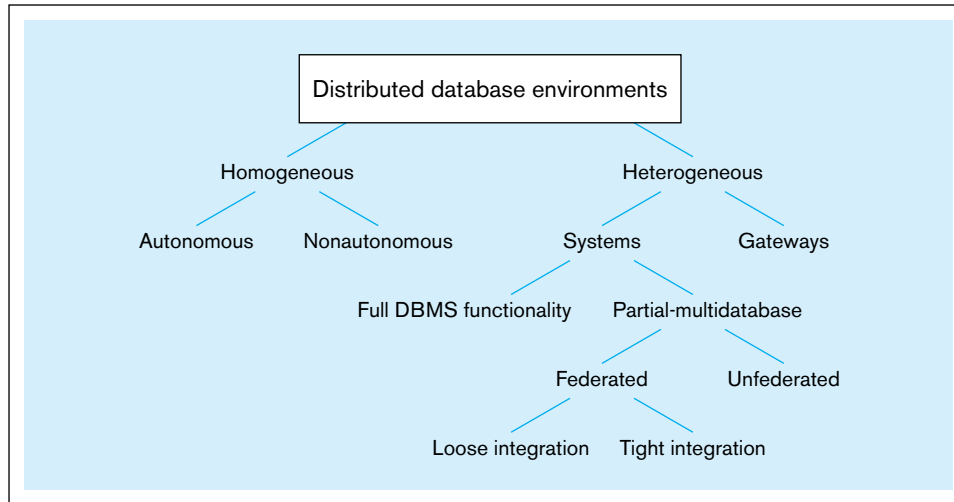 Distributed database environments
Homogeneous Heterogeneous
Autonomous Nonautonomous Systems Gateways
Full DBMS functionality Partial-multidatabase
Federated Unfederated
Loose integration Tight integration